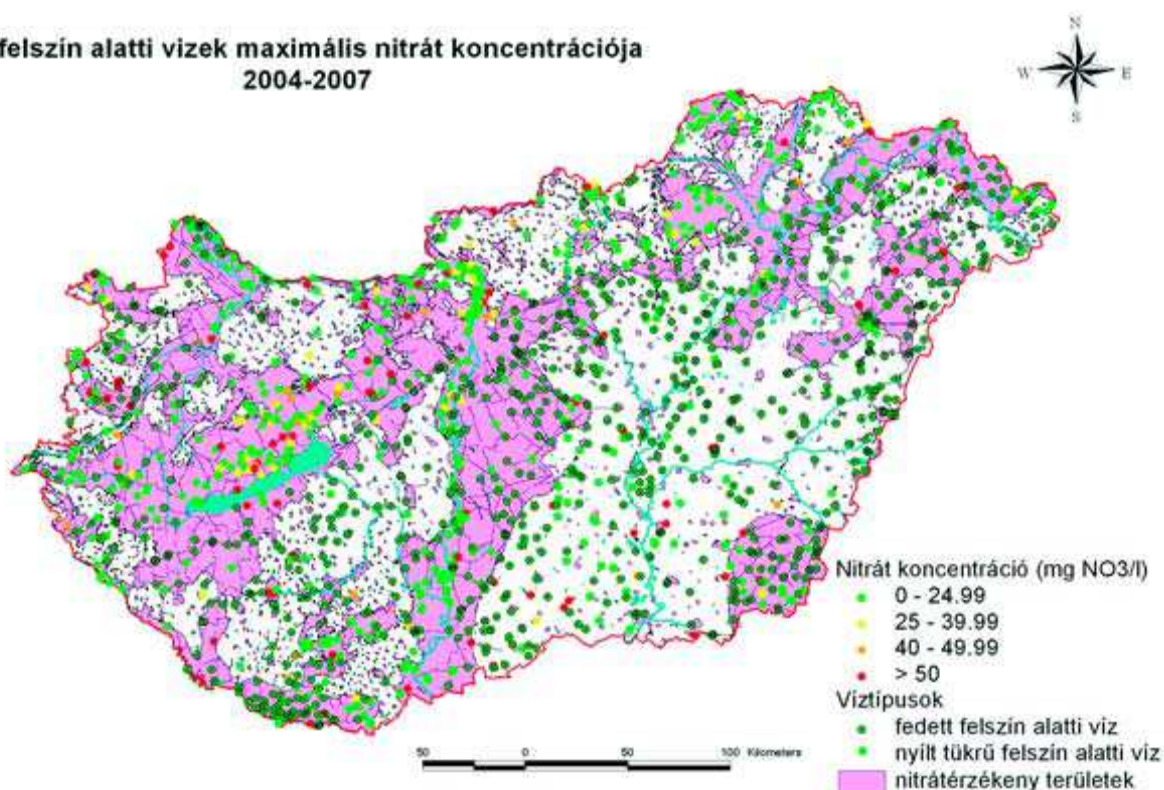 felszín alatti vizek maximális nitrát koncentrációja
2004-2007
N
W E
S
Nitrát koncentráció (mg NO3/l)
0 - 24.99
25 - 39.99
40 - 49.99
> 50
Víztípusok
fedett felszín alatti víz
nyílt tükrű felszín alatti víz
nitrátérzékeny területek
50 0 50 100 Kilometers